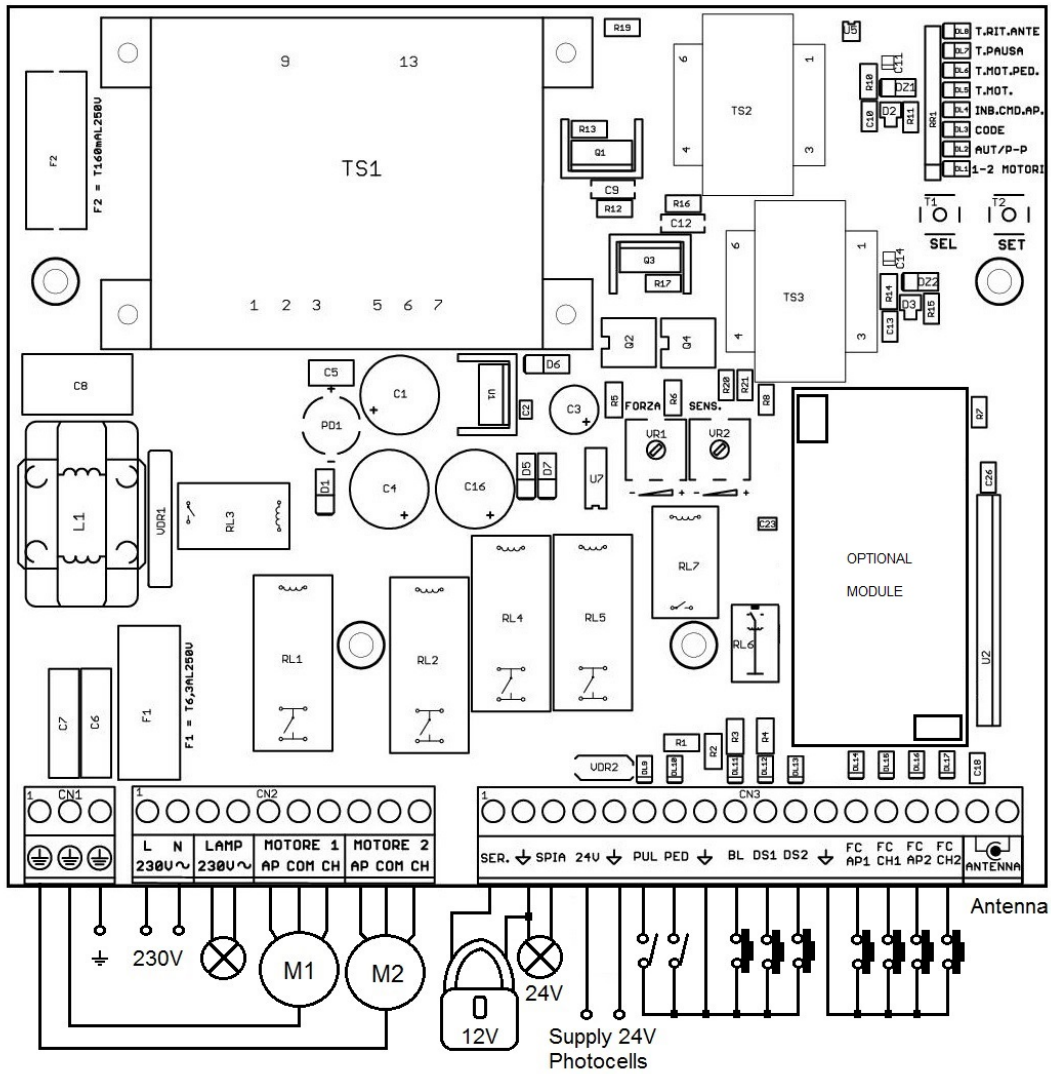 R19
U5
DL8 T.RIT.ANTE
DL7 T.PAUSA
DL6 T.MOT.PED.
DL5 T.MOT.
DL4 INB.CMD.AP.
DL3 CODE
DL2 AUT/P-P
DL1 1-2 MOTORI
RR1
9 13
TS1
1 2 3 5 6 7
F2
F2 = T160mAL250V
6 1
TS2
4 3
C11
R10
DZ1
C10
D2
R11
R13
Q1
C9
R12
R16
C12
Q3
R17
T1
SEL
T2
SET
6 1
TS3
4 3
C14
R14
DZ2
C13
D3
R15
Q2
Q4
C8
C5
+
PD1
-
C1
+
U1
C2
D6
C3
+
R5
FORZA
R6
SENS.
R20
R21
R8
VR1
VR2
- +
- +
R7
L1
VDR1
RL3
D1
C4
+
C16
+
D5
D7
U7
C23
C26
OPTIONAL
MODULE
RL1
RL2
RL4
RL5
RL7
RL6
U2
C7
C6
F1
F1 = T6,3AL250V
VDR2
DL9
R1
DL10
R2
R3
DL11
R4
DL12
DL13
DL14
DL15
DL16
DL17
C18
1 CN1
1 CN2
1 CN3
L N
230V~
LAMP
230V~
MOTORE 1
AP COM CH
MOTORE 2
AP COM CH
SER. SPIA 24V PUL PED BL DS1 DS2
FC AP1
FC CH1
FC AP2
FC CH2
ANTENNA
Antenna
230V
M1
M2
12V
24V
Supply 24V
Photocells